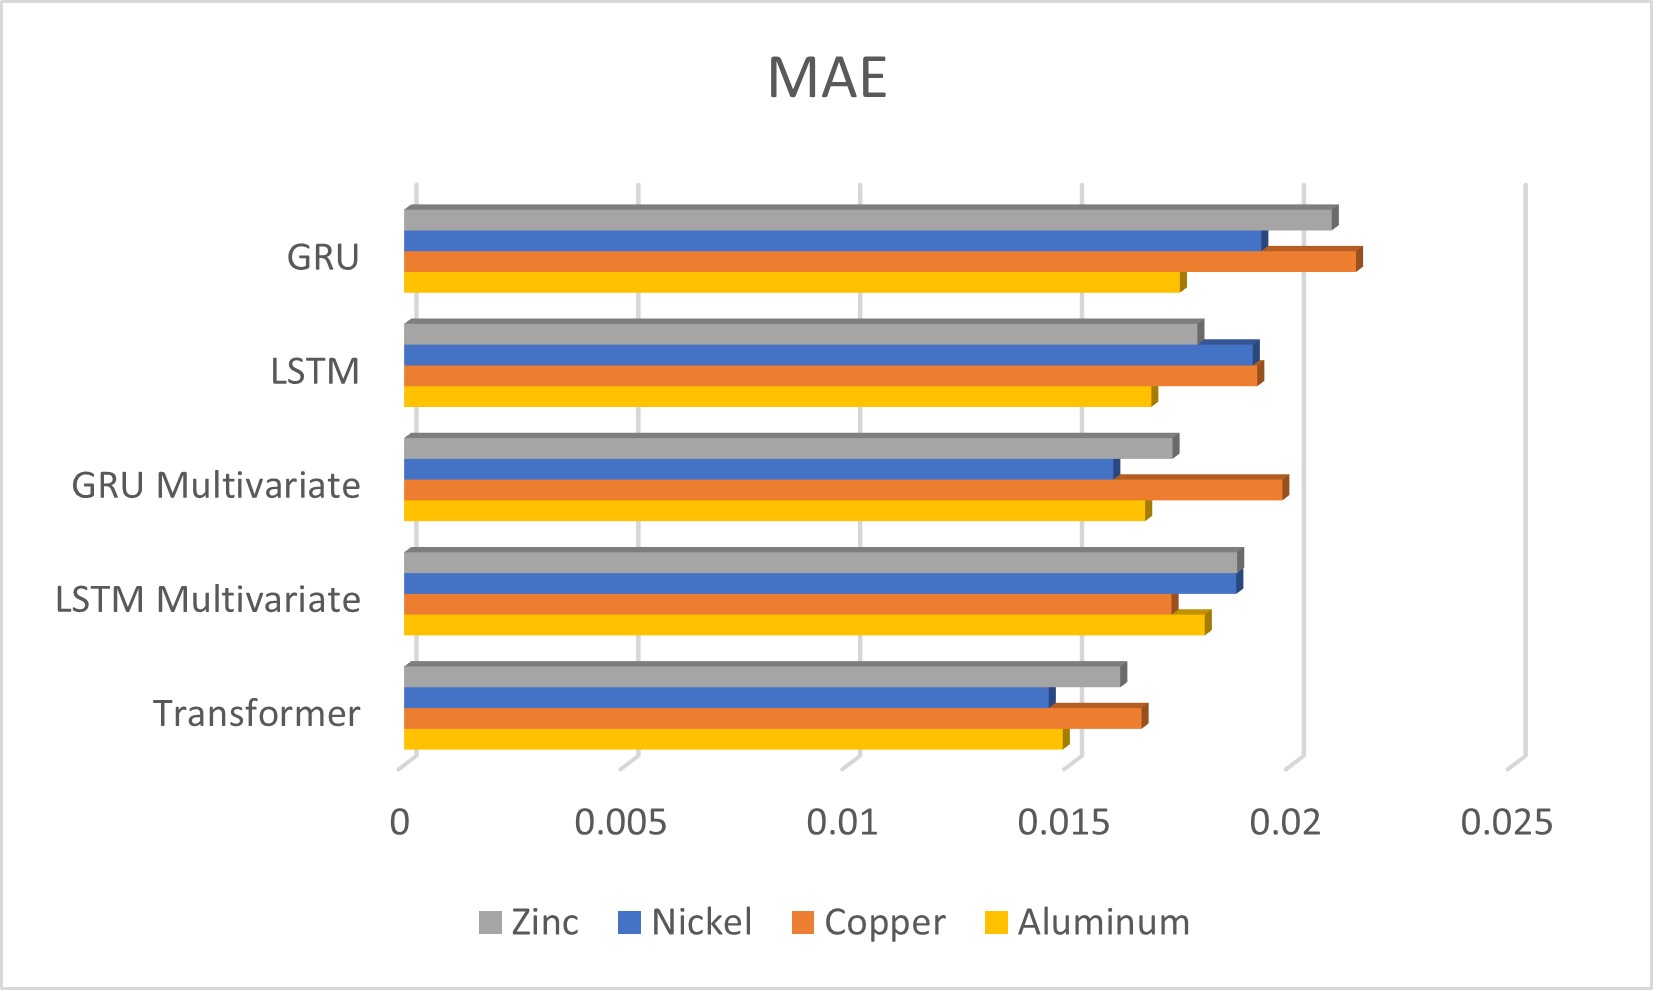 MAE
GRU
LSTM
GRU Multivariate
LSTM Multivariate
Transformer
0 0.005 0.01 0.015 0.02 0.025
Zinc Nickel Copper Aluminum